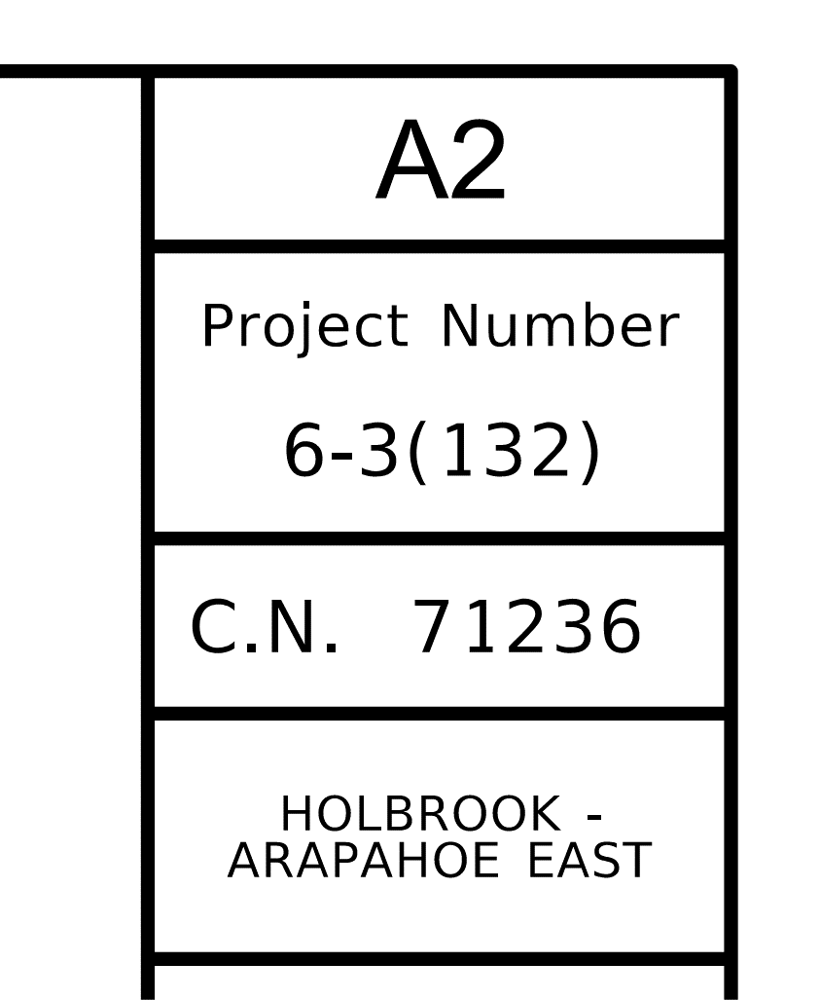 A2
Project Number
6-3(132)
C.N. 71236
HOLBROOK -
ARAPAHOE EAST